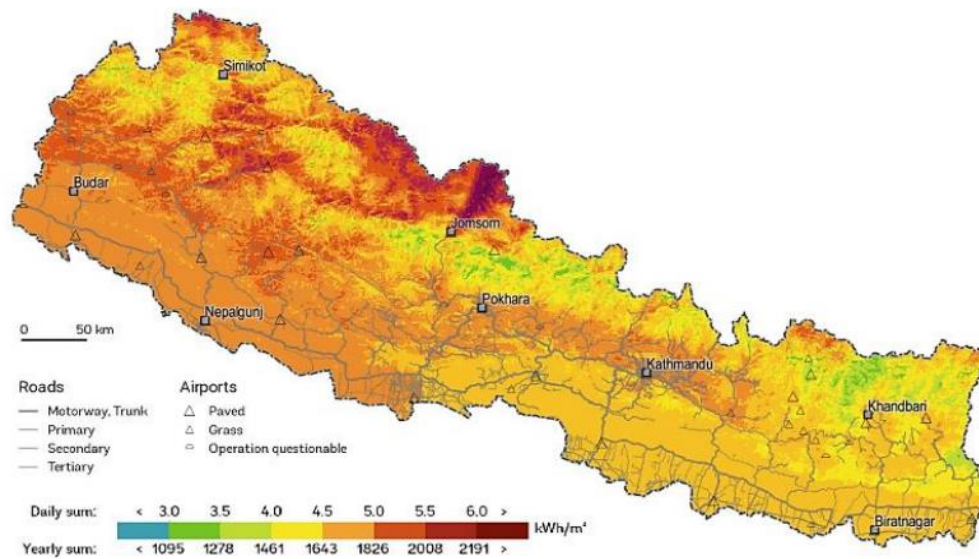 Simikot
Budar
Jomsom
Pokhara
Nepalgunj
0 50 km
Kathmandu
Khandbari
Roads
Motorway, Trunk
Primary
Secondary
Tertiary
Airports
Paved
Grass
Operation questionable
Biratnagar
Daily sum: < 3.0 3.5 4.0 4.5 5.0 5.5 6.0 >
kWh/m²
Yearly sum: < 1095 1278 1461 1643 1826 2008 2191 >